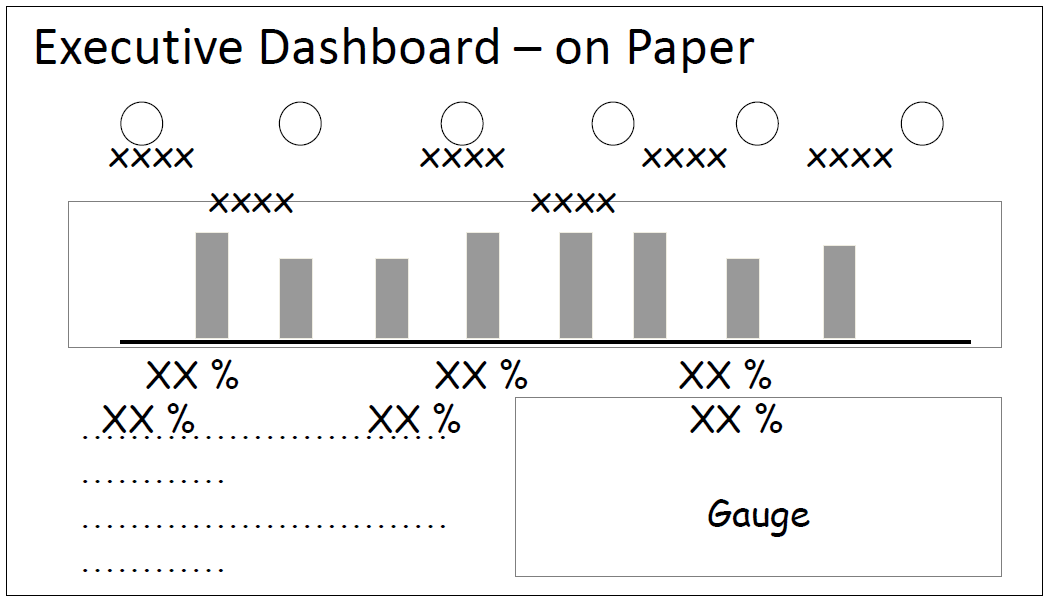 Executive Dashboard – on Paper
xxxx xxxx xxxx xxxx
xxxx xxxx
XX % XX % XX %
XX % XX % XX %
..............................
............
Gauge
..............................
............